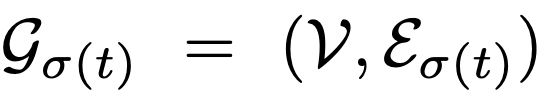 𝒢_{σ(t)} = (𝒱, ℰ_{σ(t)})